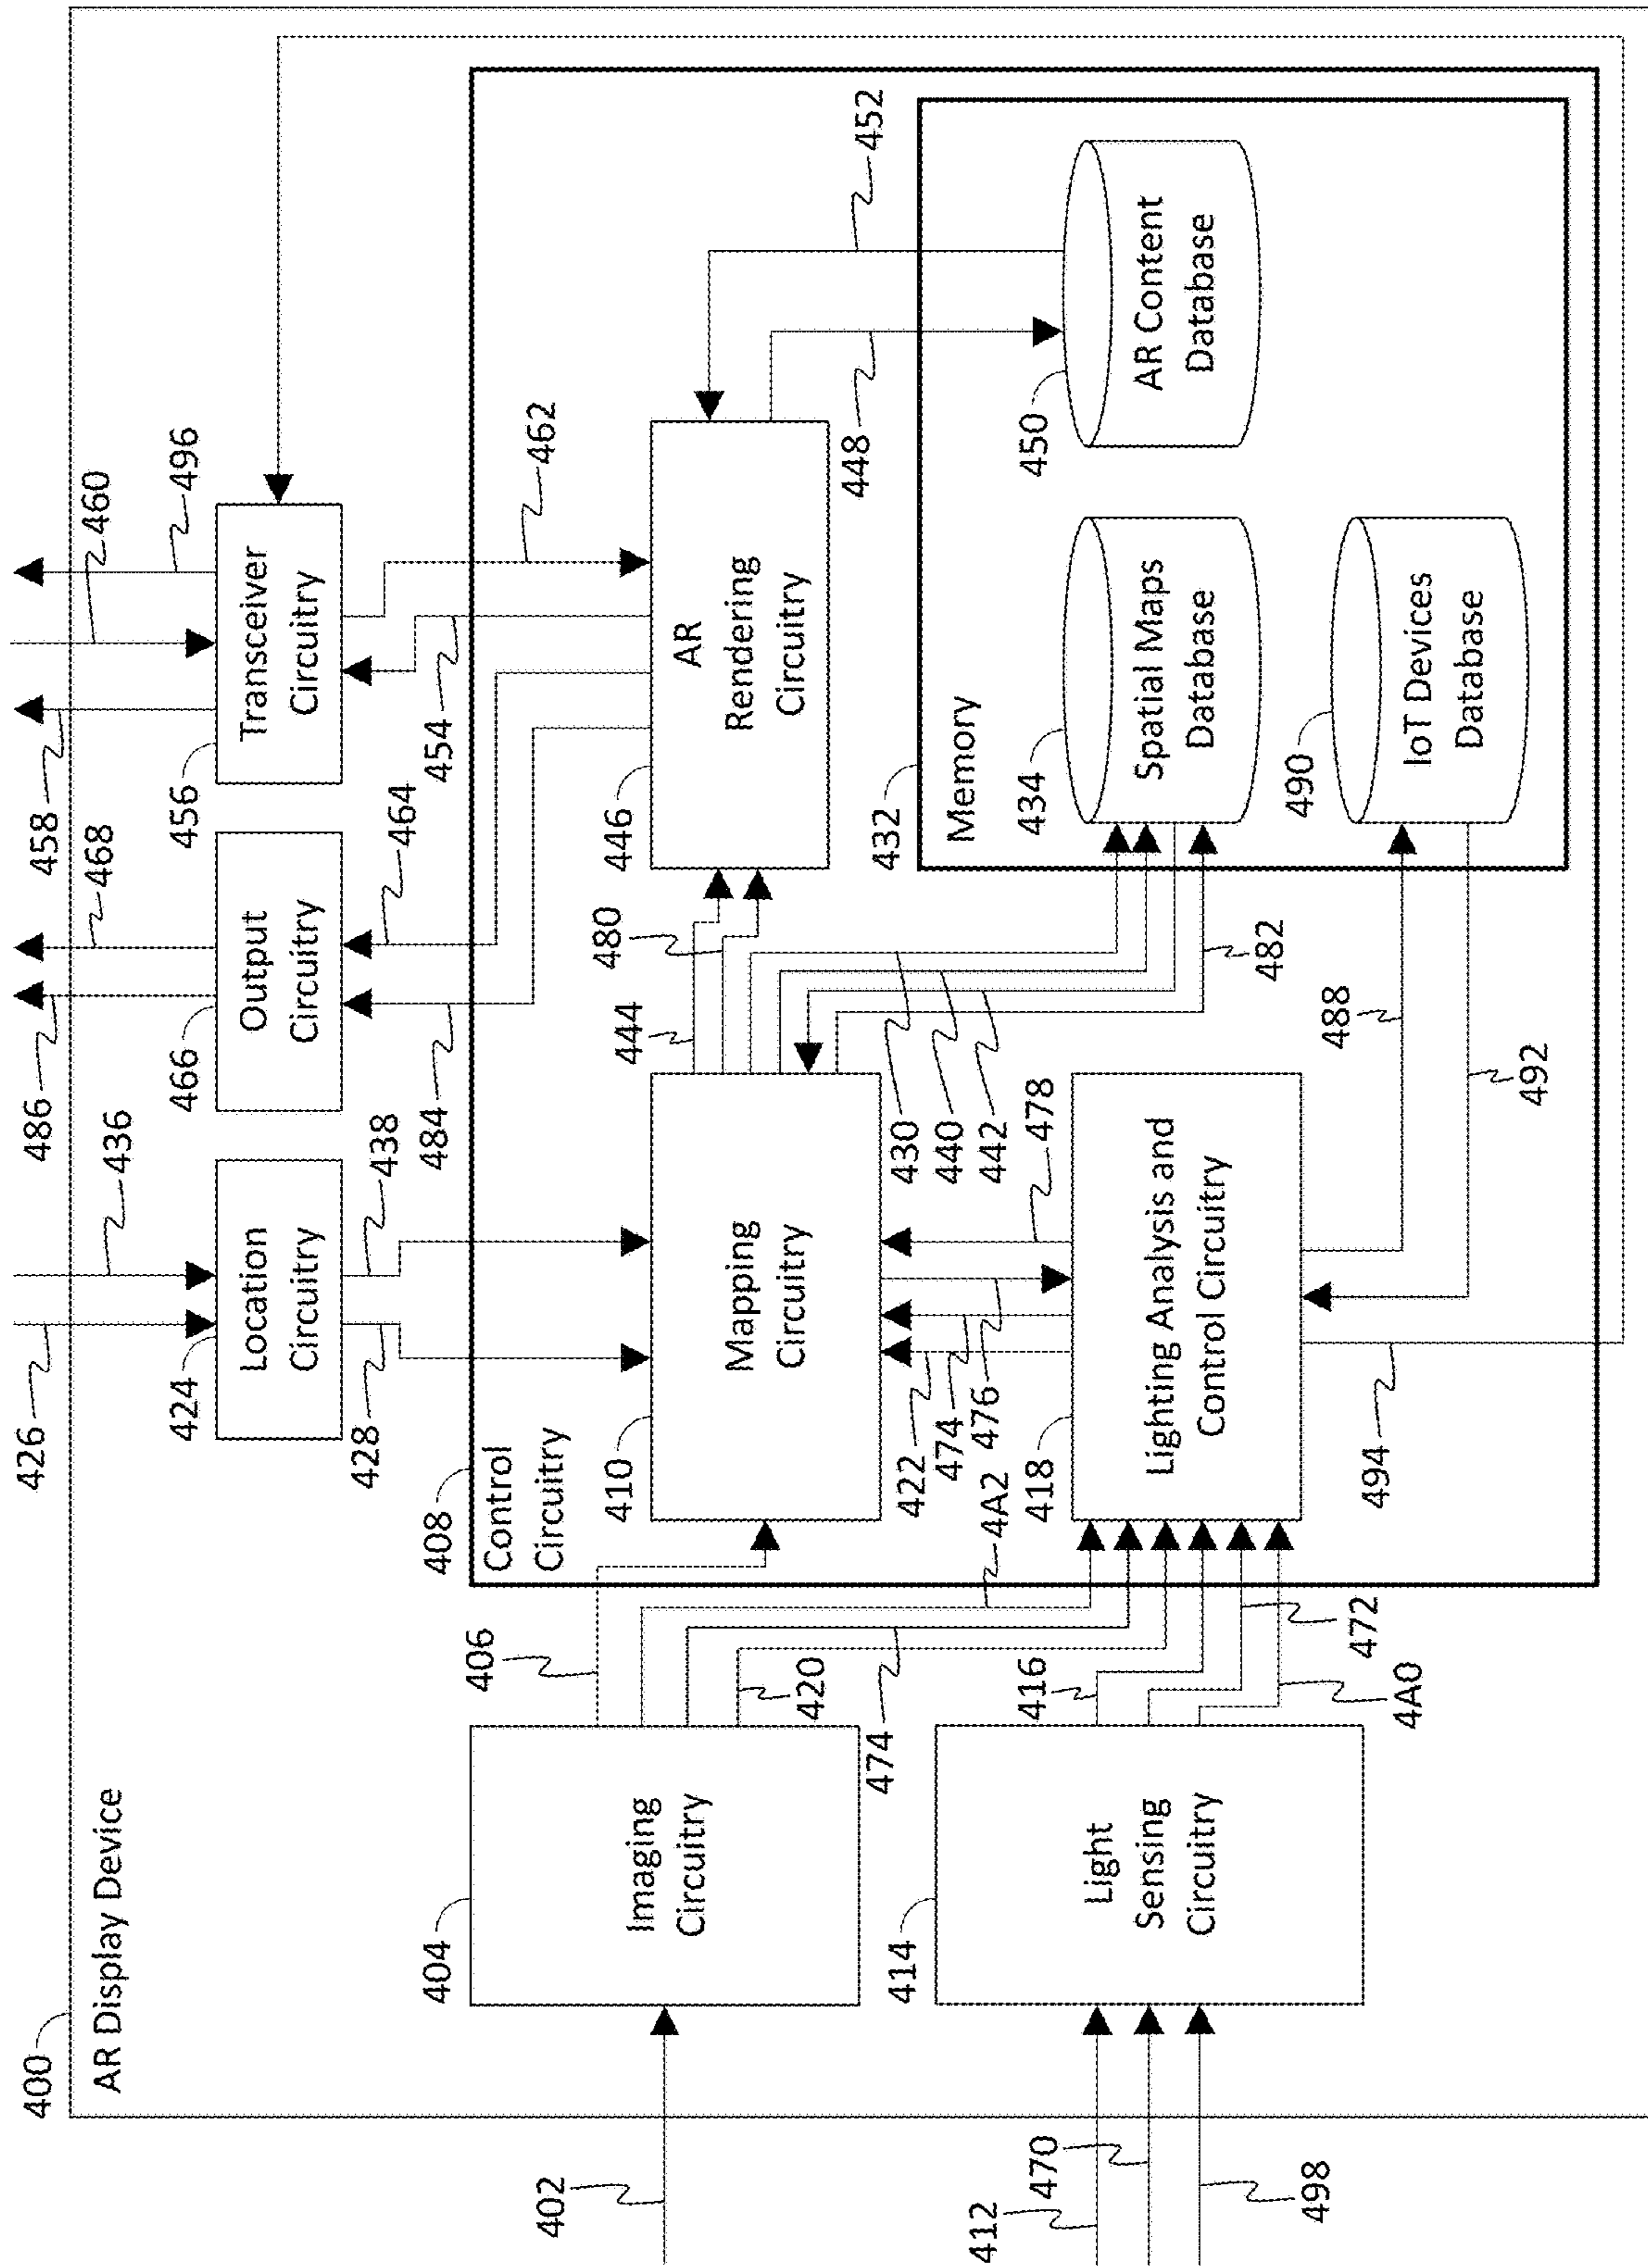 400
AR Display Device
402
412
470
498
404
Imaging
Circuitry
414
Light
Sensing
Circuitry
406
420
474
416
472
4A0
4A2
408
Control
Circuitry
410
Mapping
Circuitry
418
Lighting Analysis and
Control Circuitry
422
474
476
478
426
436
424
Location
Circuitry
428
438
486
468
466
Output
Circuitry
484
464
458
460
496
456
Transceiver
Circuitry
454
462
444
480
430
440
442
482
488
492
494
446
AR
Rendering
Circuitry
448
452
432
Memory
434
Spatial Maps
Database
450
AR Content
Database
490
IoT Devices
Database